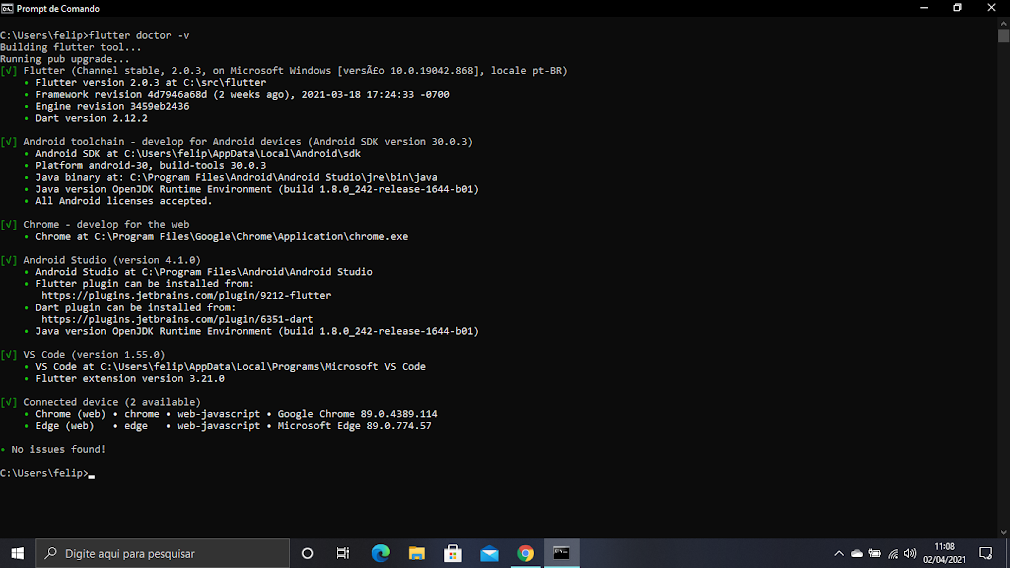 Prompt de Comando
C:\Users\felip>flutter doctor -v
Building flutter tool...
Running pub upgrade...
[√] Flutter (Channel stable, 2.0.3, on Microsoft Windows [versÃ£o 10.0.19042.868], locale pt-BR)
• Flutter version 2.0.3 at C:\src\flutter
• Framework revision 4d7946a68d (2 weeks ago), 2021-03-18 17:24:33 -0700
• Engine revision 3459eb2436
• Dart version 2.12.2
[√] Android toolchain - develop for Android devices (Android SDK version 30.0.3)
• Android SDK at C:\Users\felip\AppData\Local\Android\sdk
• Platform android-30, build-tools 30.0.3
• Java binary at: C:\Program Files\Android\Android Studio\jre\bin\java
• Java version OpenJDK Runtime Environment (build 1.8.0_242-release-1644-b01)
• All Android licenses accepted.
[√] Chrome - develop for the web
• Chrome at C:\Program Files\Google\Chrome\Application\chrome.exe
[√] Android Studio (version 4.1.0)
• Android Studio at C:\Program Files\Android\Android Studio
• Flutter plugin can be installed from:
https://plugins.jetbrains.com/plugin/9212-flutter
• Dart plugin can be installed from:
https://plugins.jetbrains.com/plugin/6351-dart
• Java version OpenJDK Runtime Environment (build 1.8.0_242-release-1644-b01)
[√] VS Code (version 1.55.0)
• VS Code at C:\Users\felip\AppData\Local\Programs\Microsoft VS Code
• Flutter extension version 3.21.0
[√] Connected device (2 available)
• Chrome (web) • chrome • web-javascript • Google Chrome 89.0.4389.114
• Edge (web) • edge • web-javascript • Microsoft Edge 89.0.774.57
• No issues found!
C:\Users\felip>
Digite aqui para pesquisar
11:08
02/04/2021